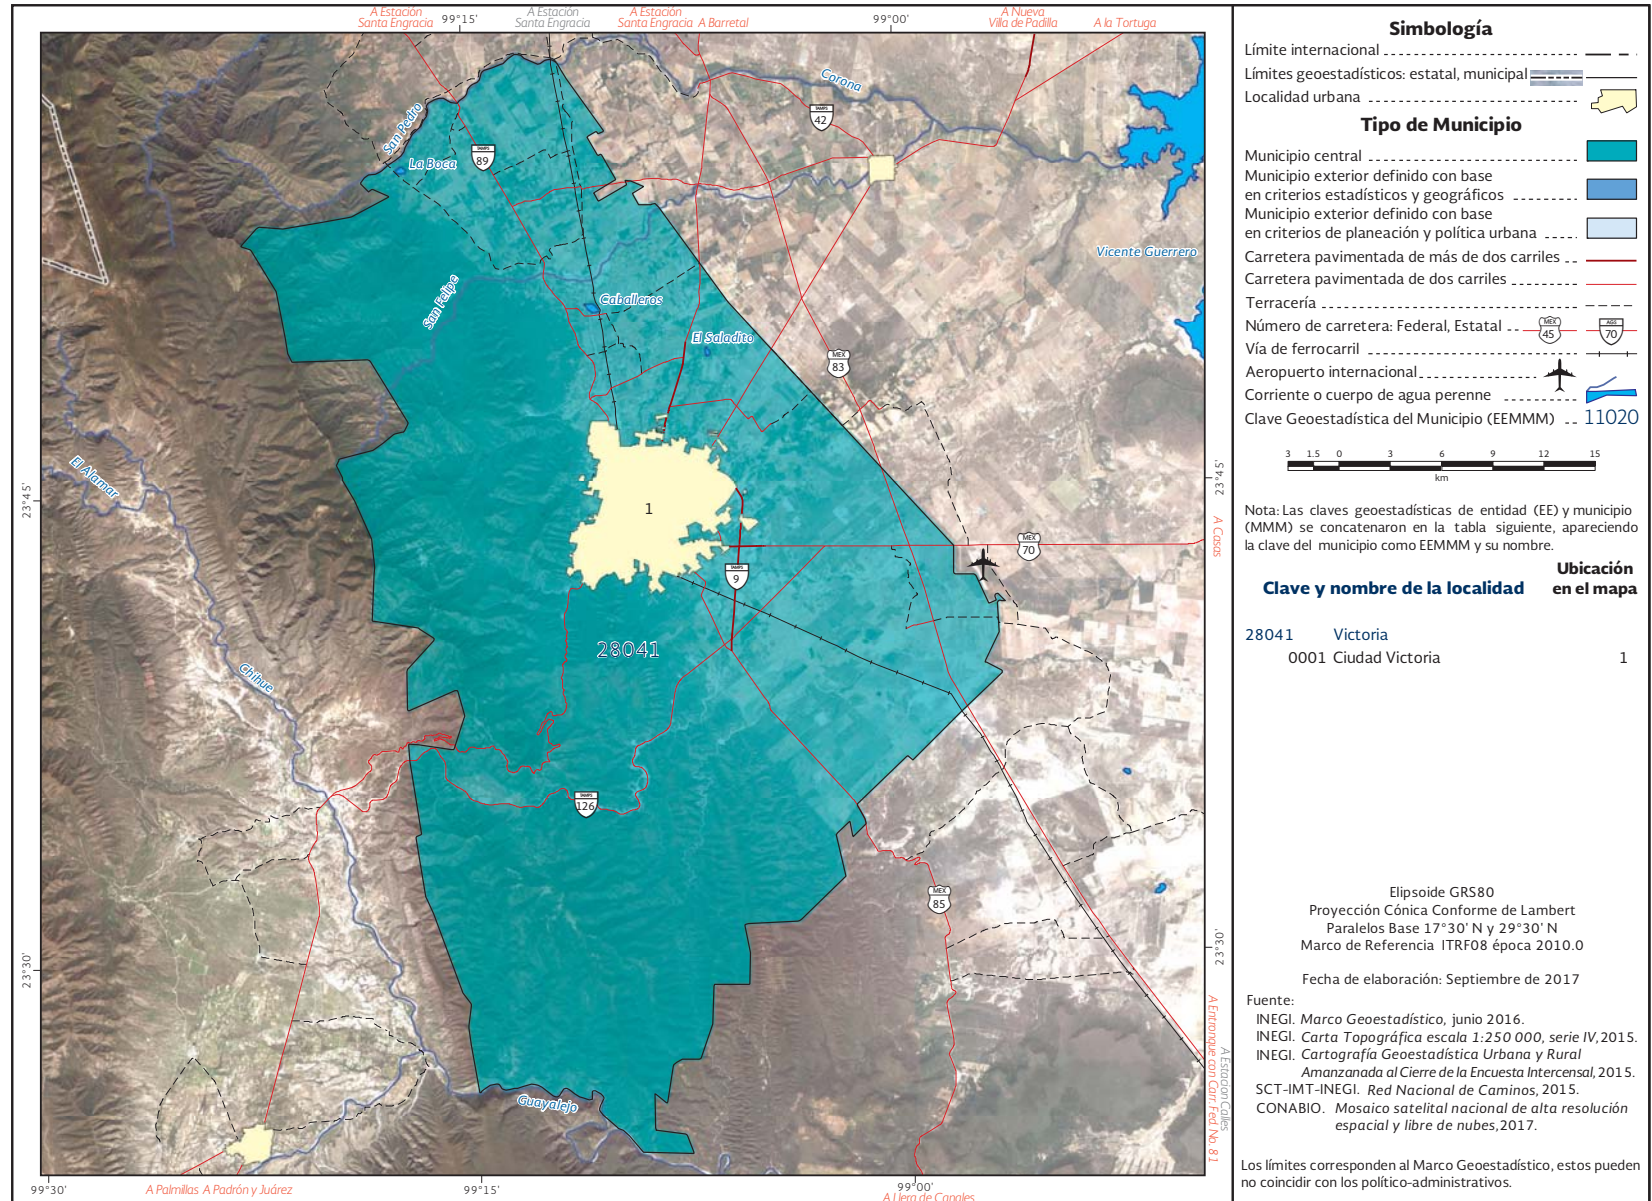 A Estación
Santa Engracia
A Estación
Santa Engracia
A Estación
Santa Engracia
A Barretal
A Nueva
Villa de Padilla
A la Tortuga
99°15'
99°00'
Corona
San Pedro
TAMPS
42
La Boca
TAMPS
89
Vicente Guerrero
San Felipe
Caballeros
El Saladito
MEX
83
El Alamar
23°45'
23°45'
1
A Casas
MEX
70
TAMPS
9
28041
Chihue
TAMPS
126
MEX
85
23°30'
23°30'
A Entronque con Carr. Fed. No. 81
A Estación Calles
Guayalejo
99°30'
A Palmillas
A Padrón y Juárez
99°15'
99°00'
A Llera de Canales
Simbología
Límite internacional
Límites geoestadísticos: estatal, municipal
Localidad urbana
Tipo de Municipio
Municipio central
Municipio exterior definido con base
en criterios estadísticos y geográficos
Municipio exterior definido con base
en criterios de planeación y política urbana
Carretera pavimentada de más de dos carriles
Carretera pavimentada de dos carriles
Terracería
Número de carretera: Federal, Estatal
MEX
45
AGS
70
Vía de ferrocarril
Aeropuerto internacional
Corriente o cuerpo de agua perenne
Clave Geoestadística del Municipio (EEMMM) 11020
3 1.5 0 3 6 9 12 15
km
Nota: Las claves geoestadísticas de entidad (EE) y municipio
(MMM) se concatenaron en la tabla siguiente, apareciendo
la clave del municipio como EEMMM y su nombre.
Clave y nombre de la localidad
Ubicación
en el mapa
28041 Victoria
0001 Ciudad Victoria 1
Elipsoide GRS80
Proyección Cónica Conforme de Lambert
Paralelos Base 17°30' N y 29°30' N
Marco de Referencia ITRF08 época 2010.0
Fecha de elaboración: Septiembre de 2017
Fuente:
INEGI. Marco Geoestadístico, junio 2016.
INEGI. Carta Topográfica escala 1:250 000, serie IV, 2015.
INEGI. Cartografía Geoestadística Urbana y Rural
Amanzanada al Cierre de la Encuesta Intercensal, 2015.
SCT-IMT-INEGI. Red Nacional de Caminos, 2015.
CONABIO. Mosaico satelital nacional de alta resolución
espacial y libre de nubes, 2017.
Los límites corresponden al Marco Geoestadístico, estos pueden
no coincidir con los político-administrativos.